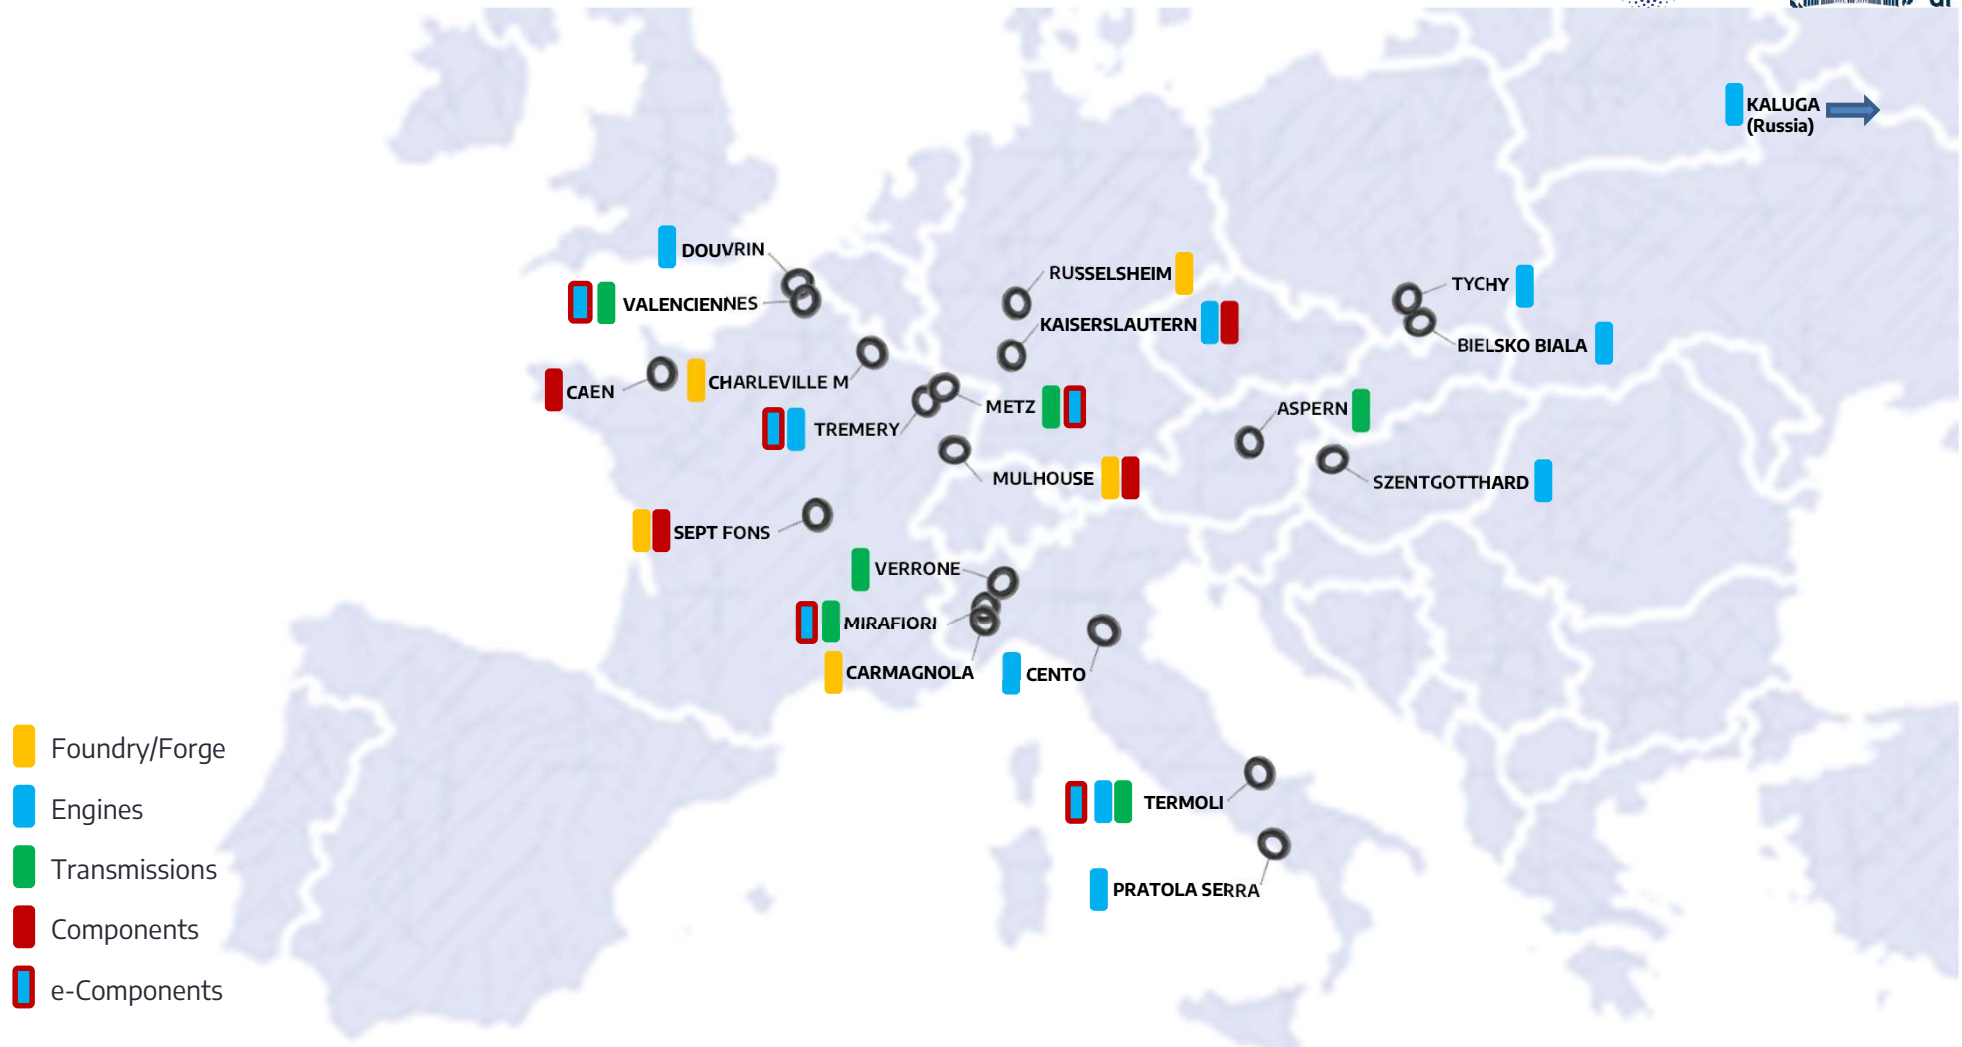 KALUGA
(Russia)
DOUVRIN
RUSSELSHEIM
TYCHY
VALENCIENNES
KAISERSLAUTERN
BIELSKO BIALA
CHARLEVILLE M
CAEN
METZ
ASPERN
TREMERY
MULHOUSE
SZENTGOTTHARD
SEPT FONS
VERRONE
MIRAFIORI
CARMAGNOLA
CENTO
Foundry/Forge
Engines
TERMOLI
Transmissions
PRATOLA SERRA
Components
e-Components